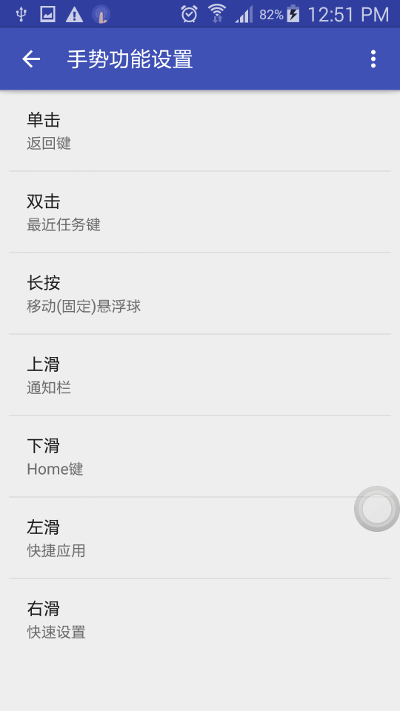 82% 12:51 PM
手势功能设置
单击
返回键
双击
最近任务键
长按
移动(固定)悬浮球
上滑
通知栏
下滑
Home键
左滑
快捷应用
右滑
快速设置